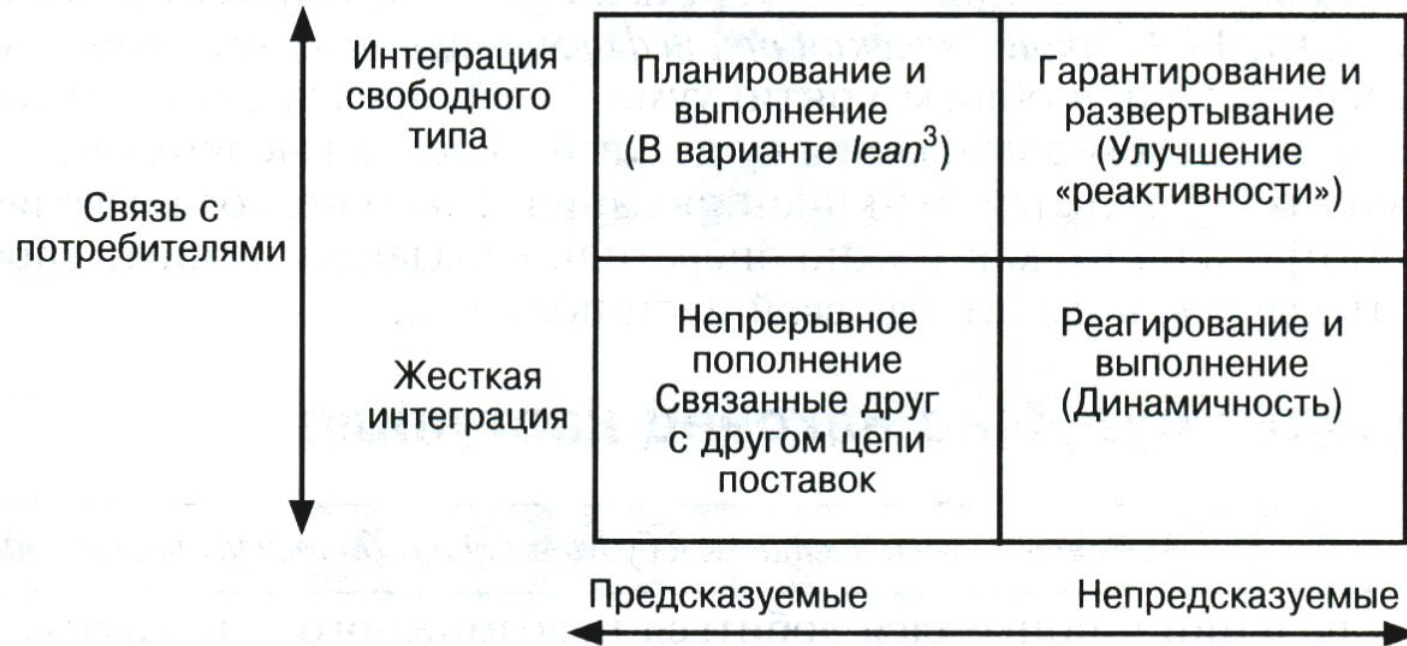 Связь с
потребителями
Интеграция
свободного
типа
Планирование и
выполнение
(В варианте lean³)
Гарантирование и
развертывание
(Улучшение
«реактивности»)
Жесткая
интеграция
Непрерывное
пополнение
Связанные друг
с другом цепи
поставок
Реагирование и
выполнение
(Динамичность)
Предсказуемые
Непредсказуемые